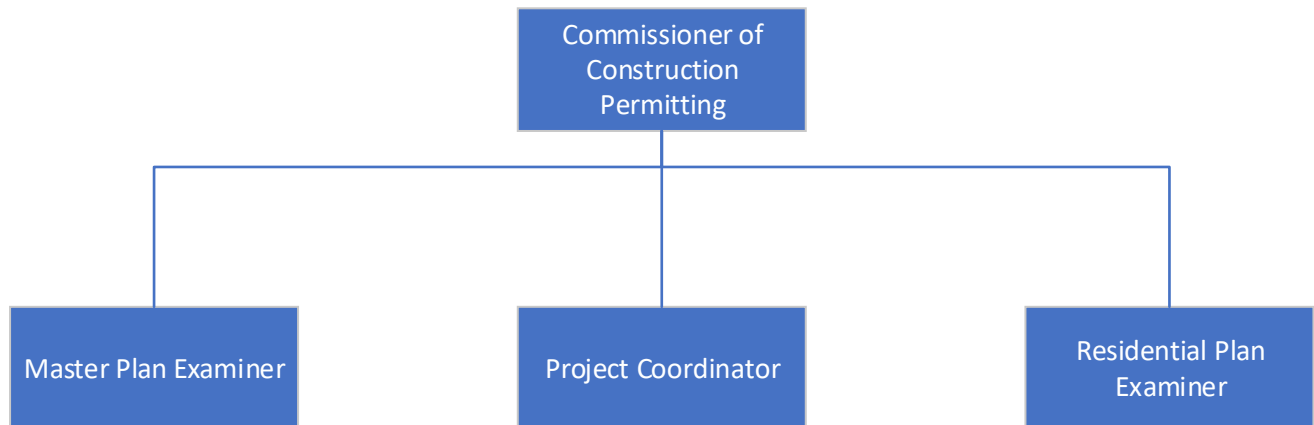 Commissioner of
Construction
Permitting
Master Plan Examiner
Project Coordinator
Residential Plan
Examiner